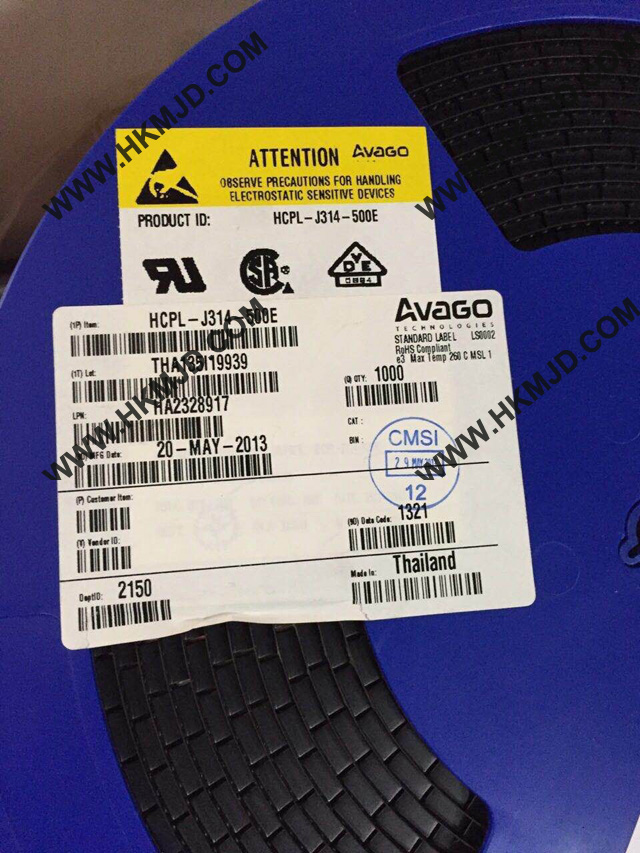 ATTENTION AVAGO
OBSERVE PRECAUTIONS FOR HANDLING
ELECTROSTATIC SENSITIVE DEVICES
PRODUCT ID: HCPL-J314-500E
UR
SA
VDE
(1P) Item: HCPL-J314-500E
AVAGO
TECHNOLOGIES
STANDARD LABEL LS0002
RoHS Compliant
e3 Max Temp 260 C MSL 1
(1T) Lot:
(Q) QTY: 1000
LPN: HA2328917
CAT:
BIN:
MFG Date: 20-MAY-2013
CMSI
12
(P) Customer Item:
(9D) Date Code: 1321
(V) Vendor ID:
DeptID: 2150
Made In: Thailand
WWW.HKMJD.COM
WWW.HKMJD.COM
WWW.HKMJD.COM
WWW.HKMJD.COM